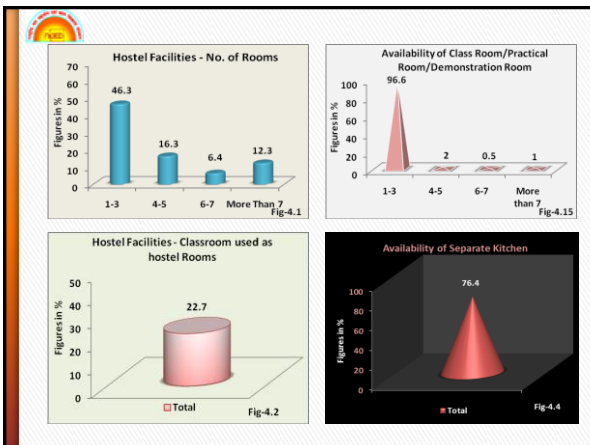 Hostel Facilities - No. of Rooms
Figures in %
70
60
50
40
30
20
10
0
46.3
16.3
6.4
12.3
1-3
4-5
6-7
More Than 7
Fig-4.1
Availability of Class Room/Practical
Room/Demonstration Room
Figures in %
100
80
60
40
20
0
96.6
2
0.5
1
1-3
4-5
6-7
More
than 7
Fig-4.15
Hostel Facilities - Classroom used as
hostel Rooms
Figures in %
50
40
30
20
10
0
22.7
Total
Fig-4.2
Availability of Separate Kitchen
Figures in %
100
80
60
40
20
0
76.4
Total
Fig-4.4